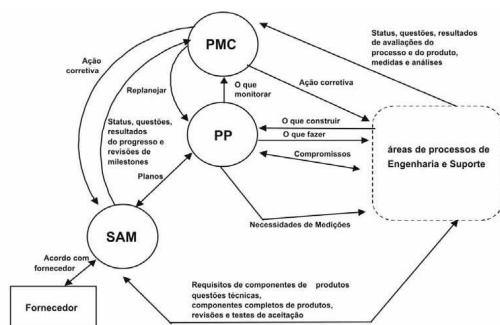 Status, questões, resultados
de avaliações do
processo e do produto,
medidas e análises
PMC
Ação
corretiva
Replanejar
O que
monitorar
Ação corretiva
Status, questões,
resultados
do progresso e
revisões de
milestones
PP
O que construir
O que fazer
Compromissos
áreas de processos de
Engenharia e Suporte
Planos
Necessidades de Medições
SAM
Acordo com
fornecedor
Fornecedor
Requisitos de componentes de produtos
questões técnicas,
componentes completos de produtos,
revisões e testes de aceitação